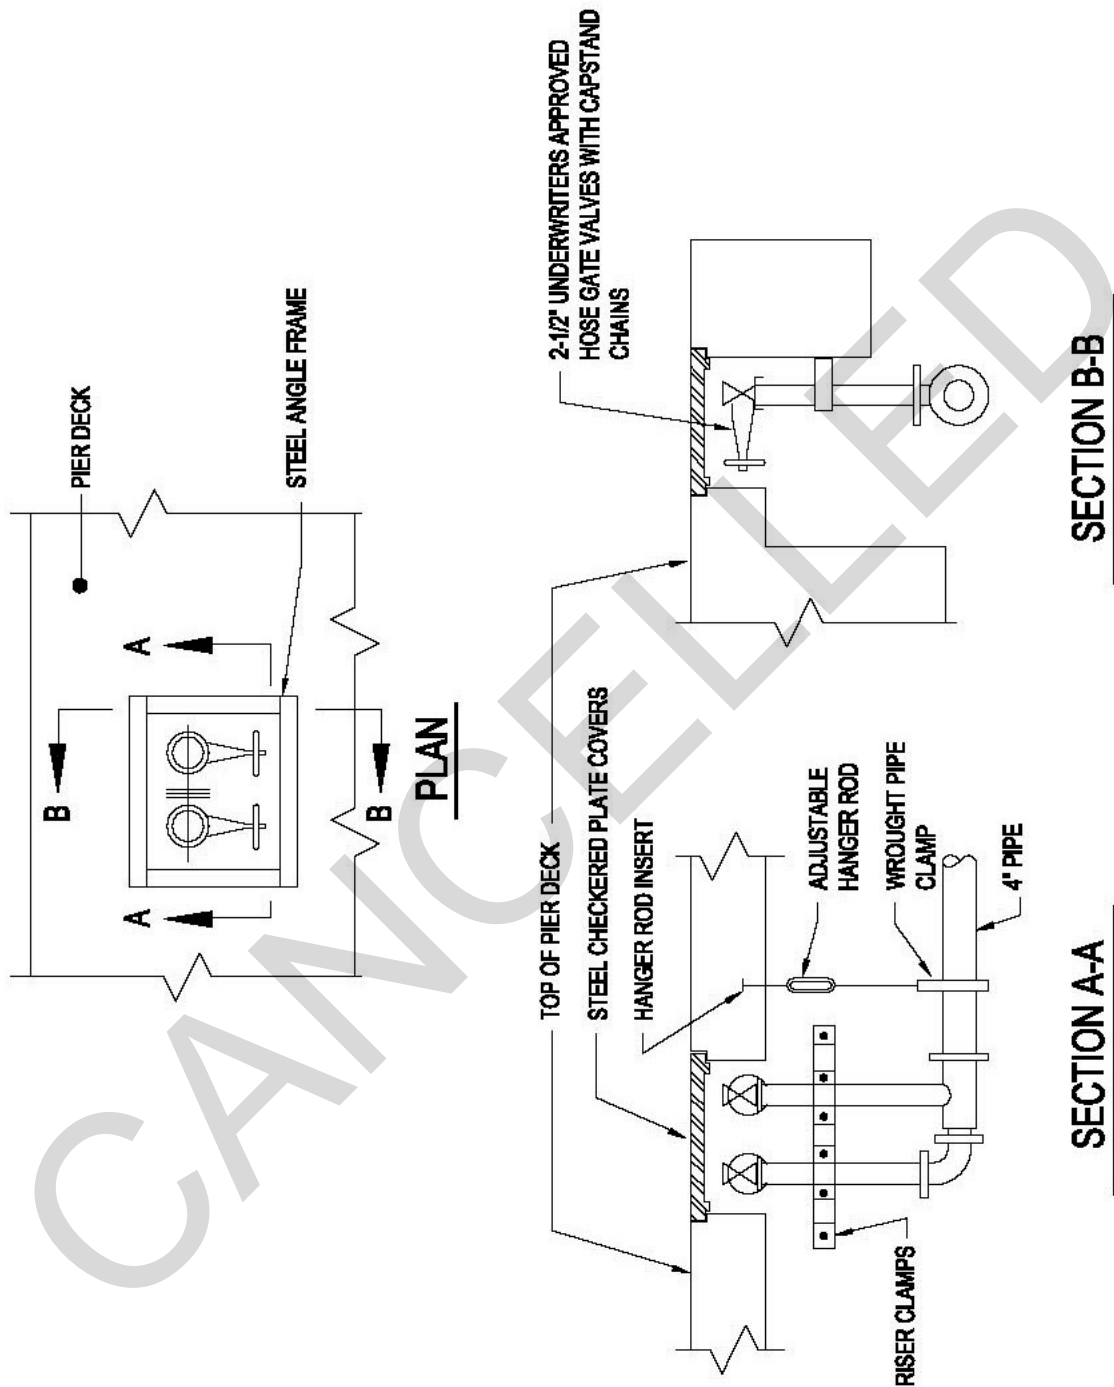 PIER DECK
STEEL ANGLE FRAME
A
A
B
B
PLAN
2-1/2" UNDERWRITERS APPROVED
HOSE GATE VALVES WITH CAPSTAND
CHAINS
TOP OF PIER DECK
STEEL CHECKERED PLATE COVERS
HANGER ROD INSERT
ADJUSTABLE
HANGER ROD
WROUGHT PIPE
CLAMP
4" PIPE
RISER CLAMPS
SECTION A-A
SECTION B-B
CANCELLED